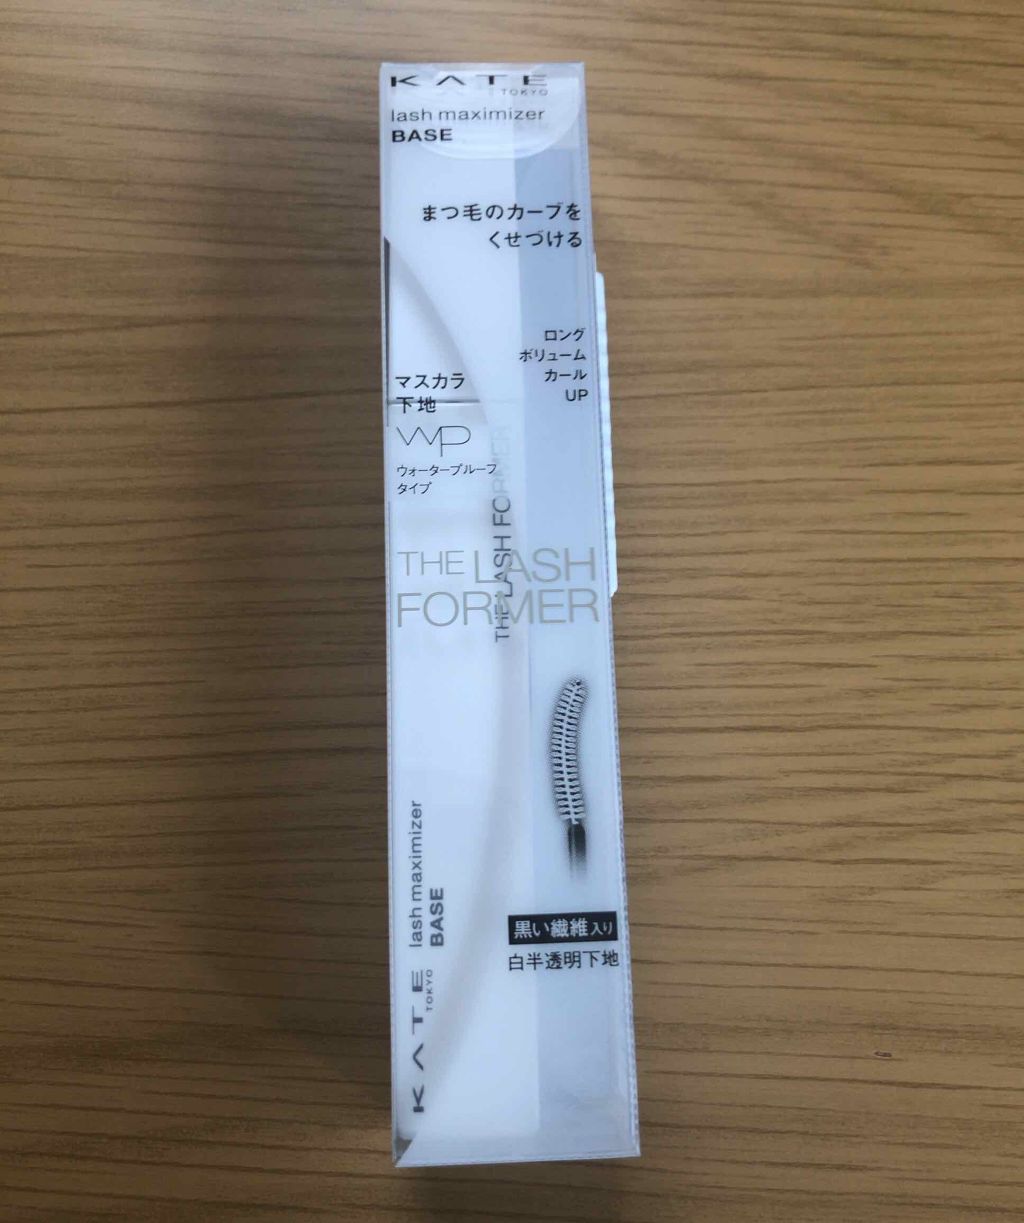 KATE
TOKYO
lash maximizer
BASE
まつ毛のカーブを
くせづける
ロング
ボリューム
カール
UP
マスカラ
下地
WP
ウォータープルーフ
タイプ
THE LASH FORMER
THE LASH
FORMER
黒い繊維入り
白半透明下地
lash maximizer
BASE
KATE
TOKYO